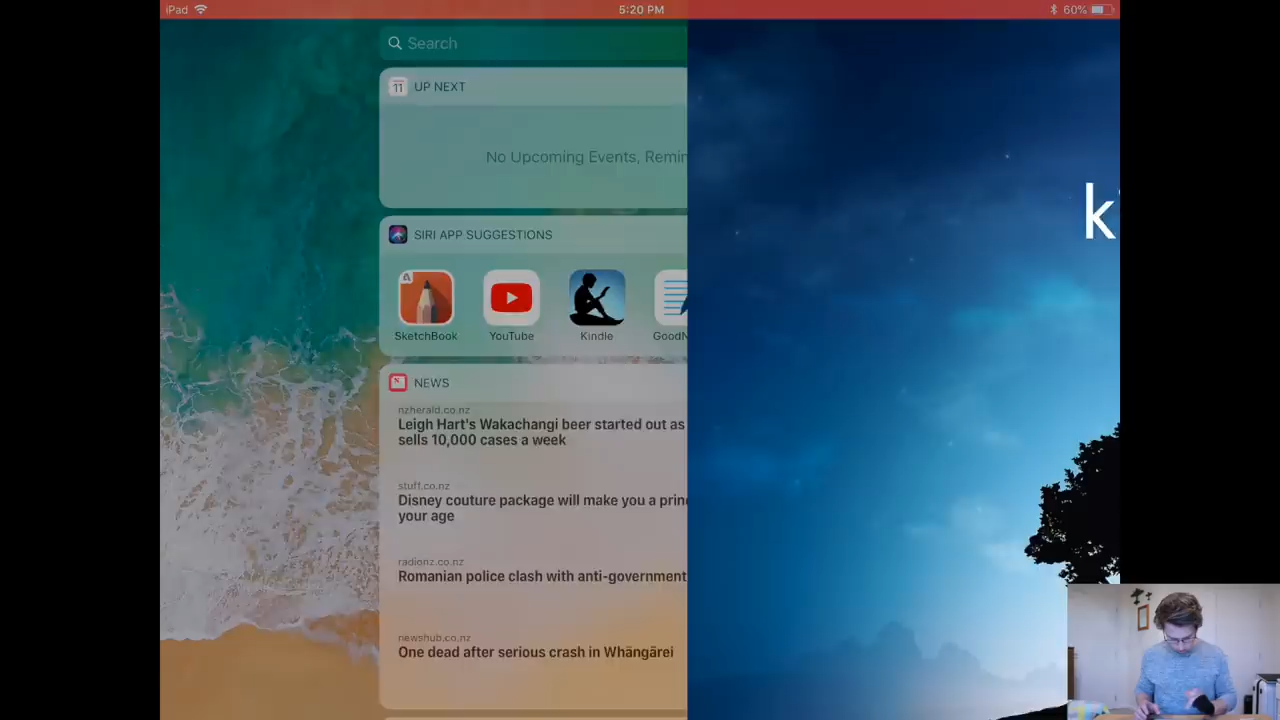 iPad 5:20 PM 60%
Search
11 UP NEXT
No Upcoming Events, Remin
SIRI APP SUGGESTIONS
SketchBook YouTube Kindle GoodN
NEWS
nzherald.co.nz
Leigh Hart's Wakachangi beer started out as
sells 10,000 cases a week
stuff.co.nz
Disney couture package will make you a prin
your age
radionz.co.nz
Romanian police clash with anti-government
newshub.co.nz
One dead after serious crash in Whāngārei
ki